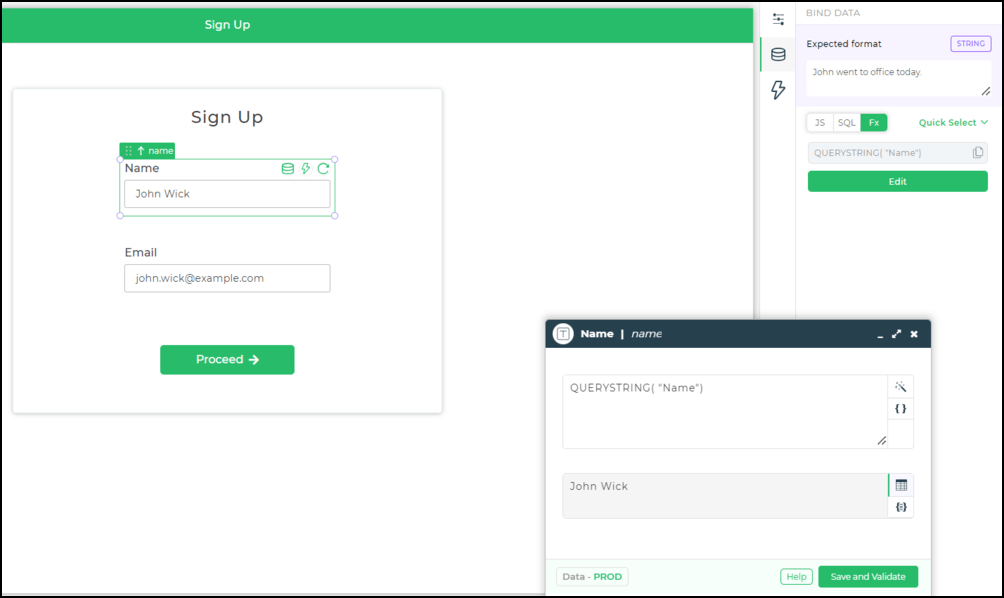 Sign Up
Sign Up
name
Name
John Wick
Email
john.wick@example.com
Proceed
BIND DATA
Expected format
STRING
John went to office today.
JS
SQL
Fx
Quick Select
QUERYSTRING( "Name")
Edit
Name | name
QUERYSTRING( "Name")
John Wick
Data - PROD
Help
Save and Validate